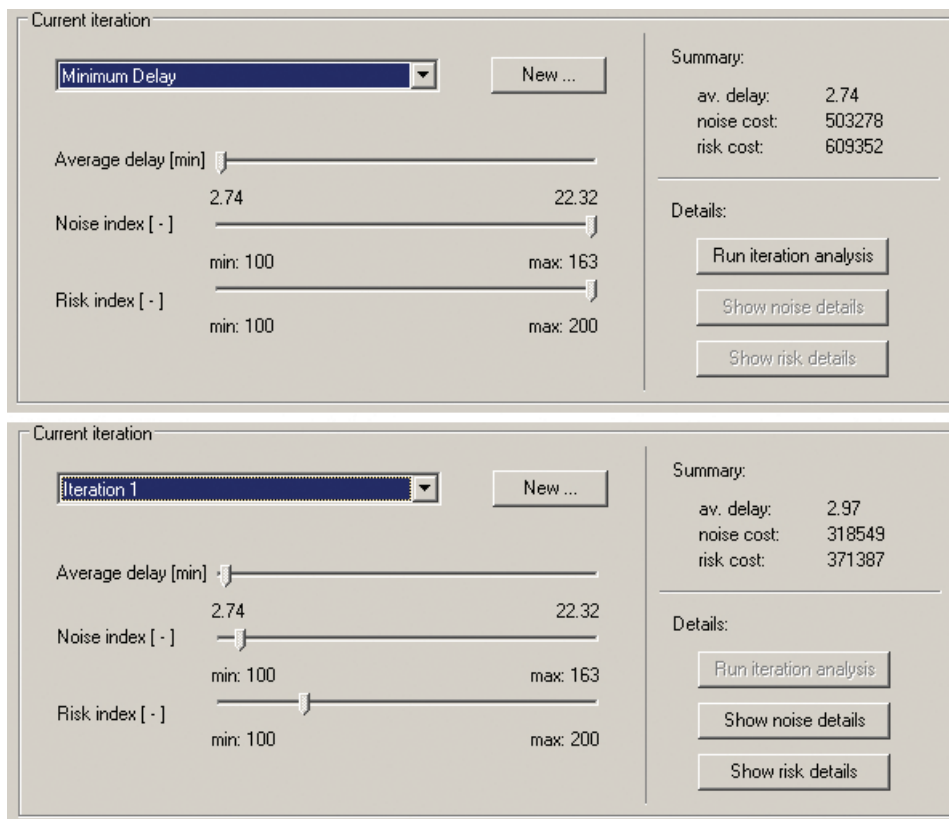 Current iteration
Minimum Delay
New ...
Average delay [min]
2.74 22.32
Noise index [ - ]
min: 100 max: 163
Risk index [ - ]
min: 100 max: 200
Summary:
av. delay: 2.74
noise cost: 503278
risk cost: 609352
Details:
Run iteration analysis
Show noise details
Show risk details
Current iteration
Iteration 1
New ...
Average delay [min]
2.74 22.32
Noise index [ - ]
min: 100 max: 163
Risk index [ - ]
min: 100 max: 200
Summary:
av. delay: 2.97
noise cost: 318549
risk cost: 371387
Details:
Run iteration analysis
Show noise details
Show risk details